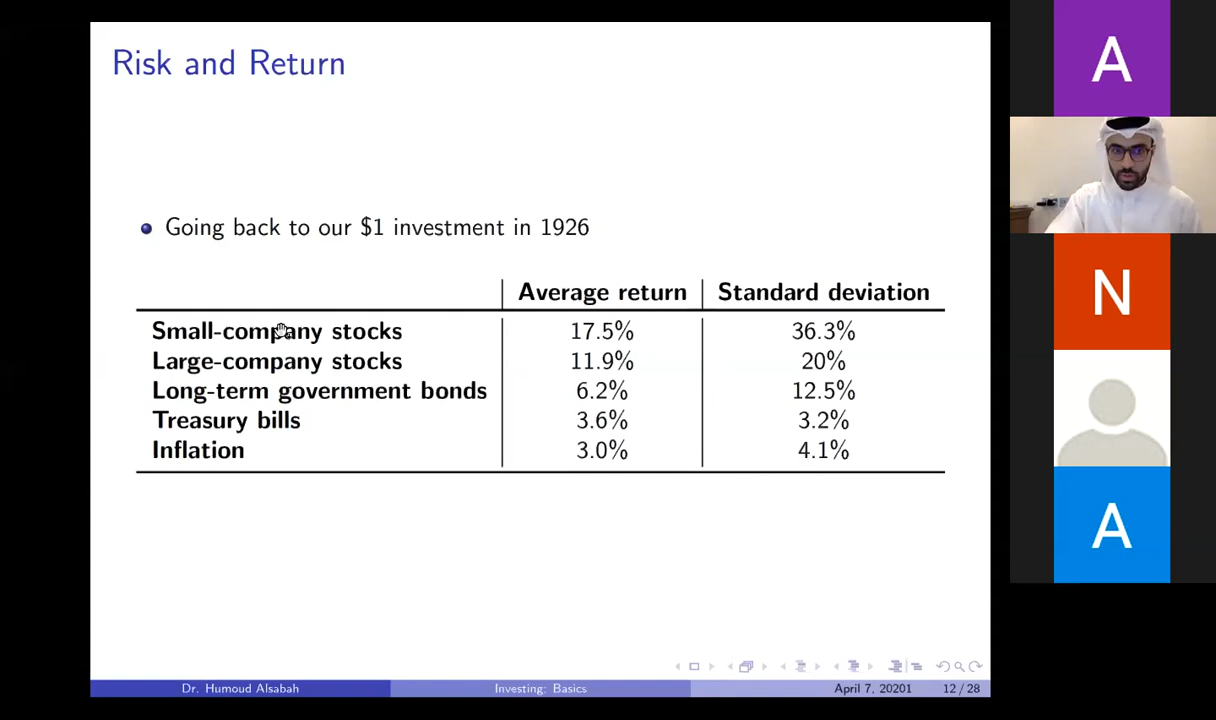 Risk and Return
Going back to our $1 investment in 1926
Average return Standard deviation
Small-company stocks 17.5% 36.3%
Large-company stocks 11.9% 20%
Long-term government bonds 6.2% 12.5%
Treasury bills 3.6% 3.2%
Inflation 3.0% 4.1%
Dr. Humoud Alsabah Investing: Basics April 7, 20201 12 / 28
A
N
A